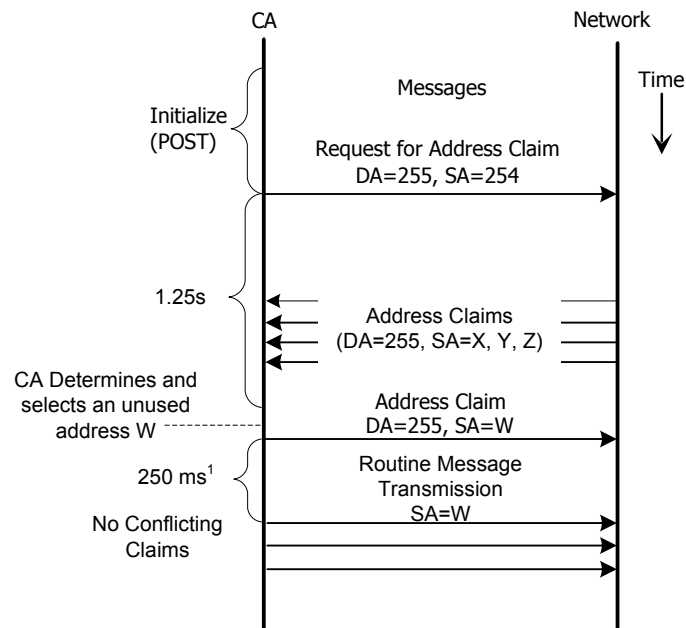 CA
Network
Time
Messages
Initialize
(POST)
Request for Address Claim
DA=255, SA=254
1.25s
Address Claims
(DA=255, SA=X, Y, Z)
CA Determines and
selects an unused
address W
Address Claim
DA=255, SA=W
250 ms¹
Routine Message
Transmission
SA=W
No Conflicting
Claims